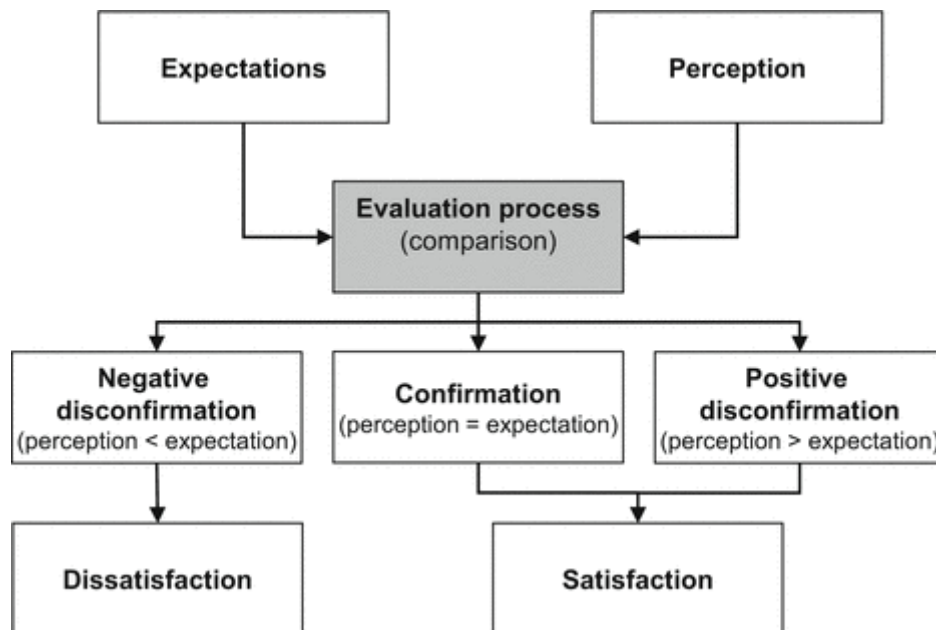 Expectations
Perception
Evaluation process
(comparison)
Negative
disconfirmation
(perception < expectation)
Confirmation
(perception = expectation)
Positive
disconfirmation
(perception > expectation)
Dissatisfaction
Satisfaction